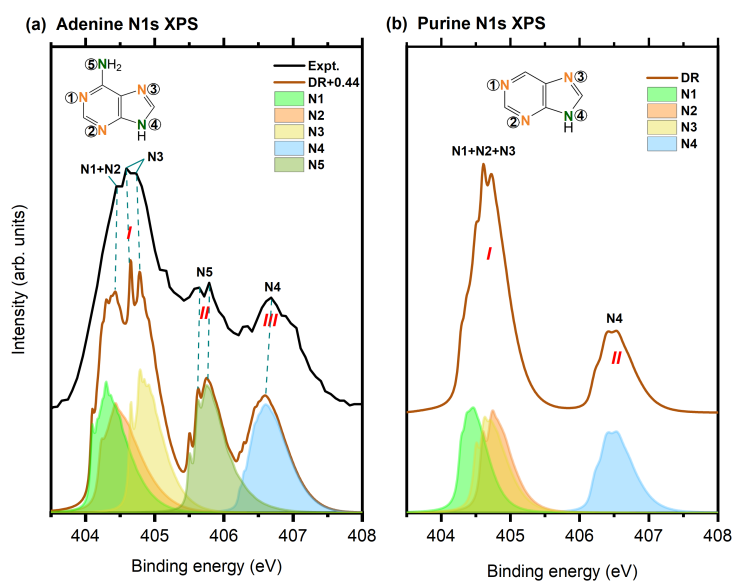 (a) Adenine N1s XPS
Expt.
DR+0.44
N1
N2
N3
N4
N5
⑤NH₂
①N
N③
②N
N④
H
N1+N2
N3
I
N5
II
N4
III
Intensity (arb. units)
404 405 406 407 408
Binding energy (eV)
(b) Purine N1s XPS
DR
N1
N2
N3
N4
①N
N③
②N
N④
H
N1+N2+N3
I
N4
II
404 405 406 407 408
Binding energy (eV)